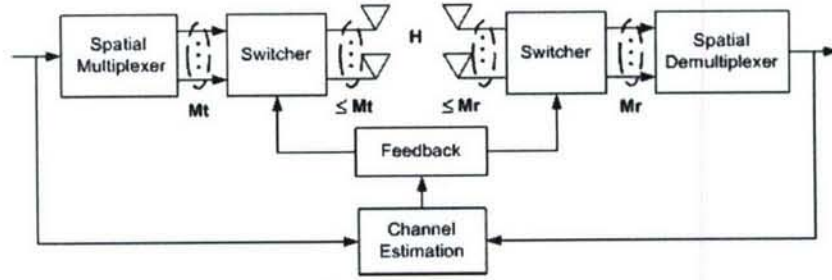 Spatial
Multiplexer
Switcher
H
Switcher
Spatial
Demultiplexer
Mt
≤ Mt
≤ Mr
Mr
Feedback
Channel
Estimation